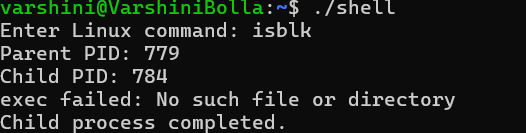 varshini@VarshiniBolla:~$ ./shell
Enter Linux command: isblk
Parent PID: 779
Child PID: 784
exec failed: No such file or directory
Child process completed.